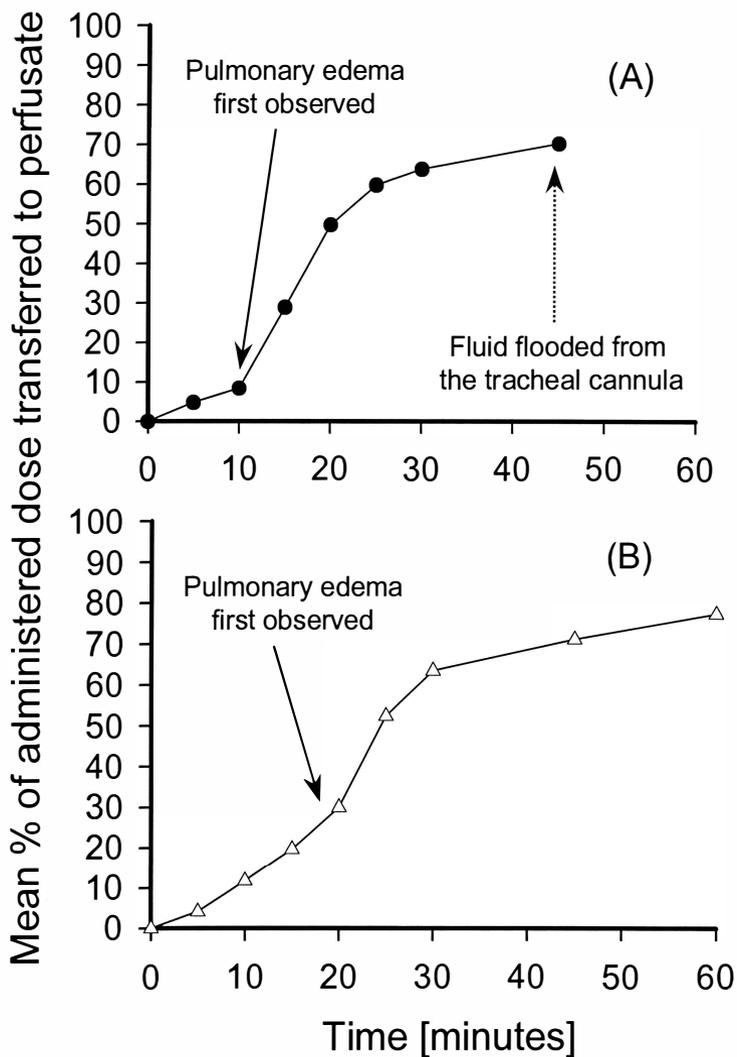 Mean % of administered dose transferred to perfusate
100
90
80
70
60
50
40
30
20
10
0
Pulmonary edema
first observed
(A)
Fluid flooded from
the tracheal cannula
0 10 20 30 40 50 60
100
90
80
70
60
50
40
30
20
10
0
Pulmonary edema
first observed
(B)
0 10 20 30 40 50 60
Time [minutes]